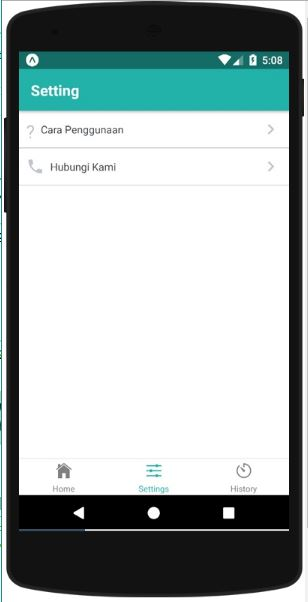 5:08
Setting
Cara Penggunaan
Hubungi Kami
Home
Settings
History